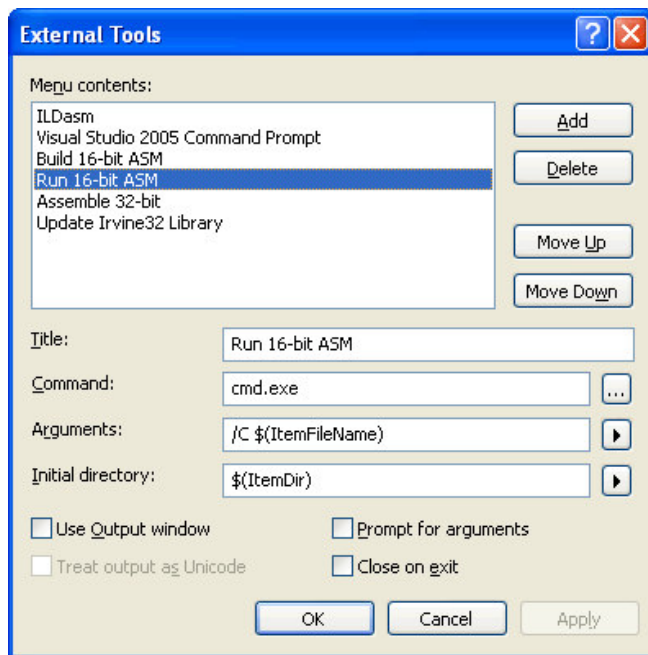 External Tools
Menu contents:
ILDasm
Visual Studio 2005 Command Prompt
Build 16-bit ASM
Run 16-bit ASM
Assemble 32-bit
Update Irvine32 Library
Add
Delete
Move Up
Move Down
Title:
Run 16-bit ASM
Command:
cmd.exe
...
Arguments:
/C $(ItemFileName)
Initial directory:
$(ItemDir)
Use Output window
Prompt for arguments
Treat output as Unicode
Close on exit
OK
Cancel
Apply